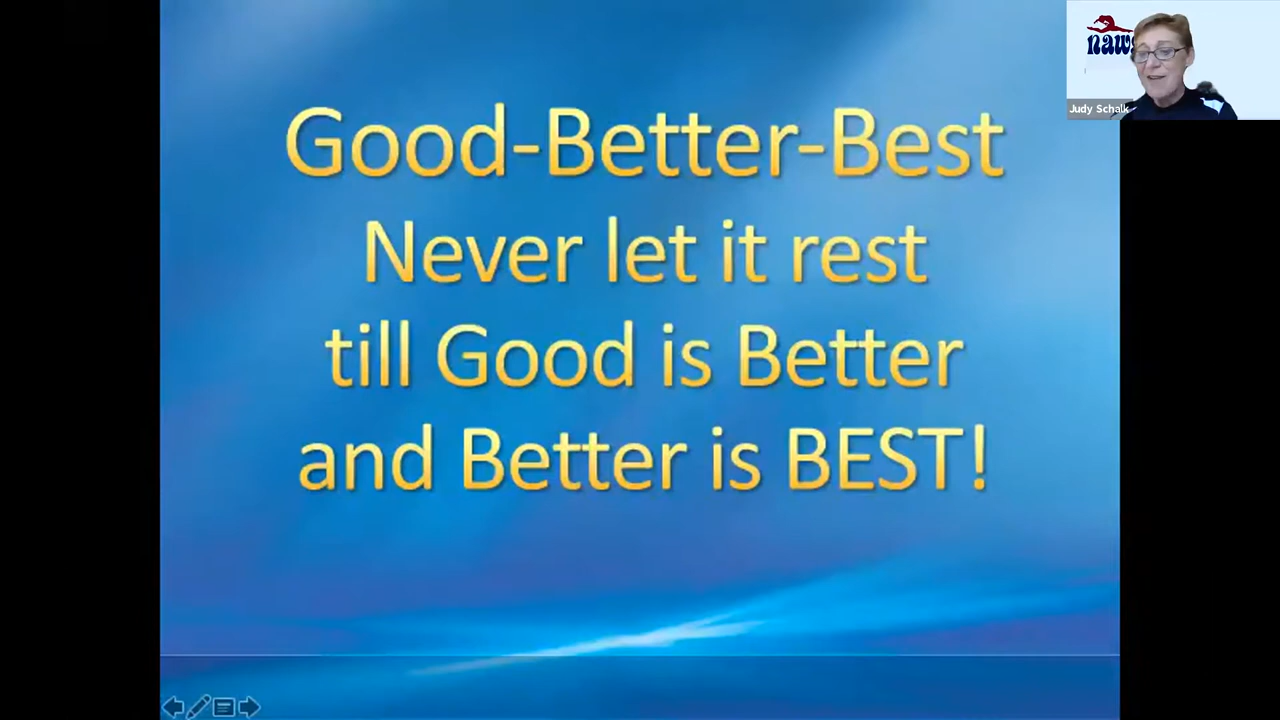 Good-Better-Best
Never let it rest
till Good is Better
and Better is BEST!
naws
Judy Schalk